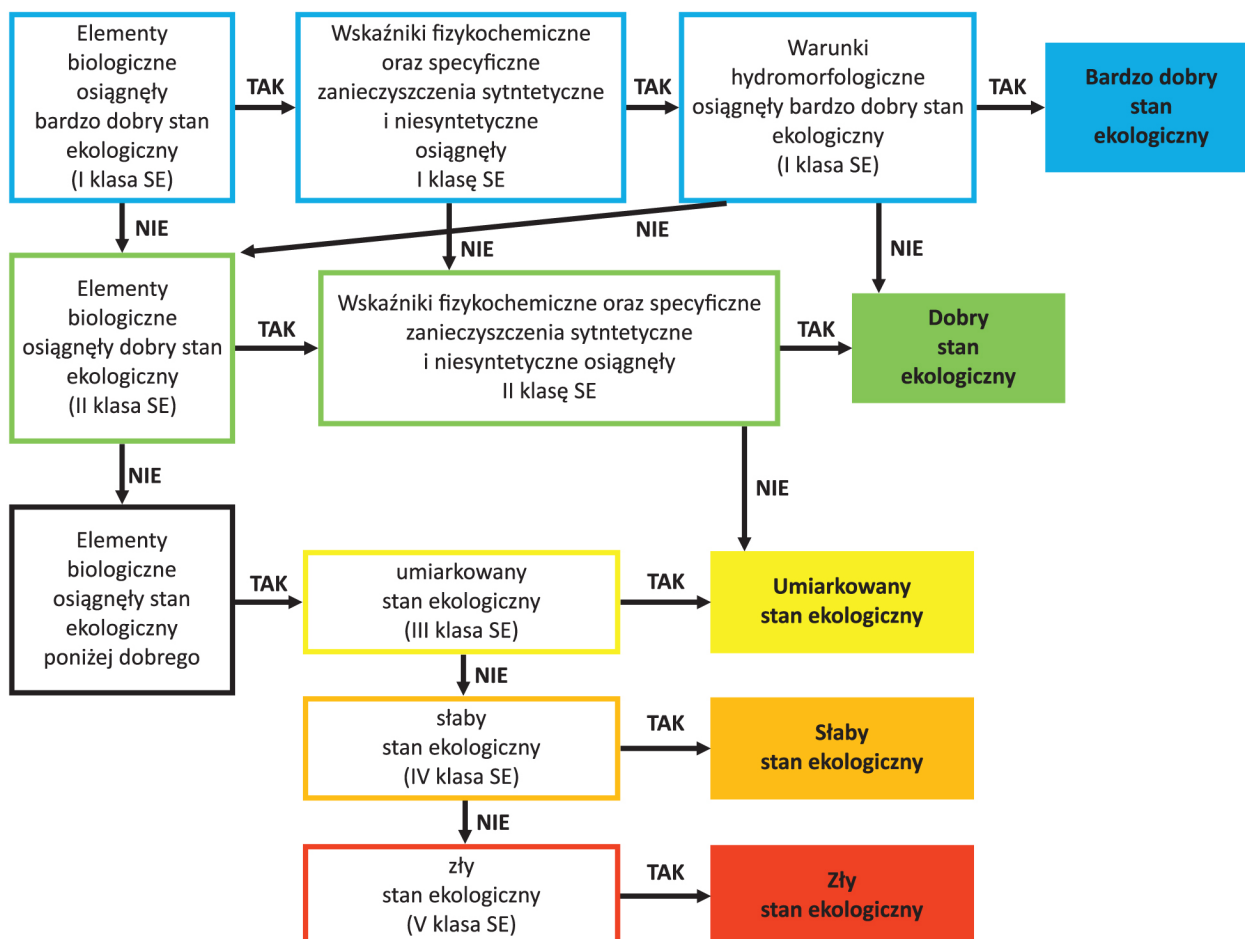 Elementy
biologiczne
osiągnęły
bardzo dobry stan
ekologiczny
(I klasa SE)
TAK
Wskaźniki fizykochemiczne
oraz specyficzne
zanieczyszczenia sytntetyczne
i niesyntetyczne
osiągnęły
I klasę SE
TAK
Warunki
hydromorfologiczne
osiągnęły bardzo dobry stan
ekologiczny
(I klasa SE)
TAK
Bardzo dobry
stan
ekologiczny
NIE
NIE
NIE
NIE
Elementy
biologiczne
osiągnęły dobry stan
ekologiczny
(II klasa SE)
TAK
Wskaźniki fizykochemiczne oraz specyficzne
zanieczyszczenia sytntetyczne
i niesyntetyczne osiągnęły
II klasę SE
TAK
Dobry
stan
ekologiczny
NIE
NIE
Elementy
biologiczne
osiągnęły stan
ekologiczny
poniżej dobrego
TAK
umiarkowany
stan ekologiczny
(III klasa SE)
TAK
Umiarkowany
stan ekologiczny
NIE
słaby
stan ekologiczny
(IV klasa SE)
TAK
Słaby
stan ekologiczny
NIE
zły
stan ekologiczny
(V klasa SE)
TAK
Zły
stan ekologiczny